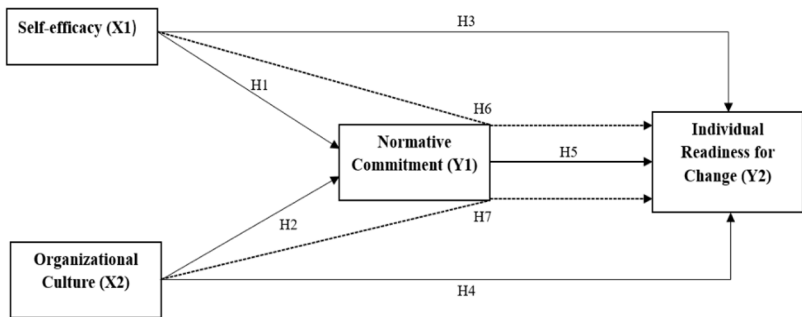 Self-efficacy (X1)
H3
H1
H6
Normative
Commitment (Y1)
H5
Individual
Readiness for
Change (Y2)
H2
H7
Organizational
Culture (X2)
H4